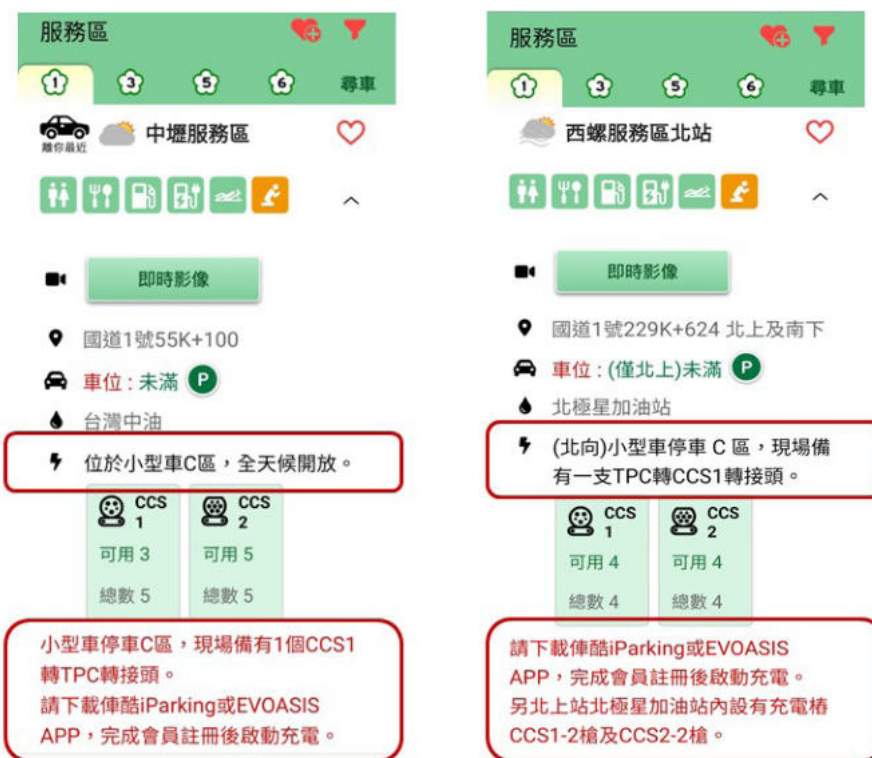 服務區
1
3
5
6
尋車
離你最近
中壢服務區
即時影像
國道1號55K+100
車位 : 未滿 P
台灣中油
位於小型車C區，全天候開放。
CCS
1
可用 3
總數 5
CCS
2
可用 5
總數 5
小型車停車C區，現場備有1個CCS1
轉TPC轉接頭。
請下載俥酷iParking或EVOASIS
APP，完成會員註冊後啟動充電。
服務區
1
3
5
6
尋車
西螺服務區北站
即時影像
國道1號229K+624 北上及南下
車位 : (僅北上)未滿 P
北極星加油站
(北向)小型車停車 C 區，現場備
有一支TPC轉CCS1轉接頭。
CCS
1
可用 4
總數 4
CCS
2
可用 4
總數 4
請下載俥酷iParking或EVOASIS
APP，完成會員註冊後啟動充電。
另北上站北極星加油站內設有充電樁
CCS1-2槍及CCS2-2槍。